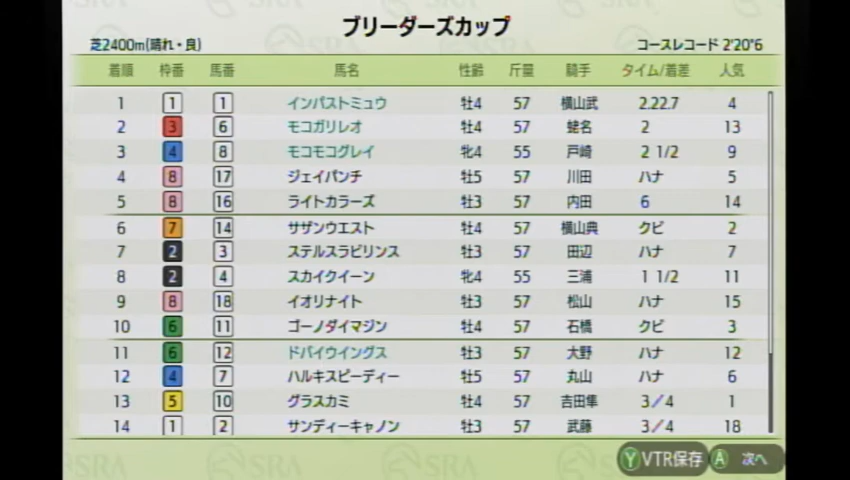 ブリーダーズカップ
芝2400m(晴れ・良) コースレコード 2'20"6
着順 枠番 馬番 馬名 性齢 斤量 騎手 タイム/着差 人気
1 1 1 インパストミュウ 牡4 57 横山武 2.22.7 4
2 3 6 モコガリレオ 牡4 57 蛯名 2 13
3 4 8 モコモコグレイ 牝4 55 戸崎 2 1/2 9
4 8 17 ジェイパンチ 牡5 57 川田 ハナ 5
5 8 16 ライトカラーズ 牡3 57 内田 6 14
6 7 14 サザンウエスト 牡4 57 横山典 クビ 2
7 2 3 ステルスラビリンス 牡3 57 田辺 ハナ 7
8 2 4 スカイクイーン 牝4 55 三浦 1 1/2 11
9 8 18 イオリナイト 牡3 57 松山 ハナ 15
10 6 11 ゴーノダイマジン 牡4 57 石橋 クビ 3
11 6 12 ドバイウイングス 牡3 57 大野 ハナ 12
12 4 7 ハルキスピーディー 牡5 57 丸山 ハナ 6
13 5 10 グラスカミ 牡4 57 吉田隼 3/4 1
14 1 2 サンディーキャノン 牡3 57 武藤 3/4 18
Y VTR保存 A 次へ